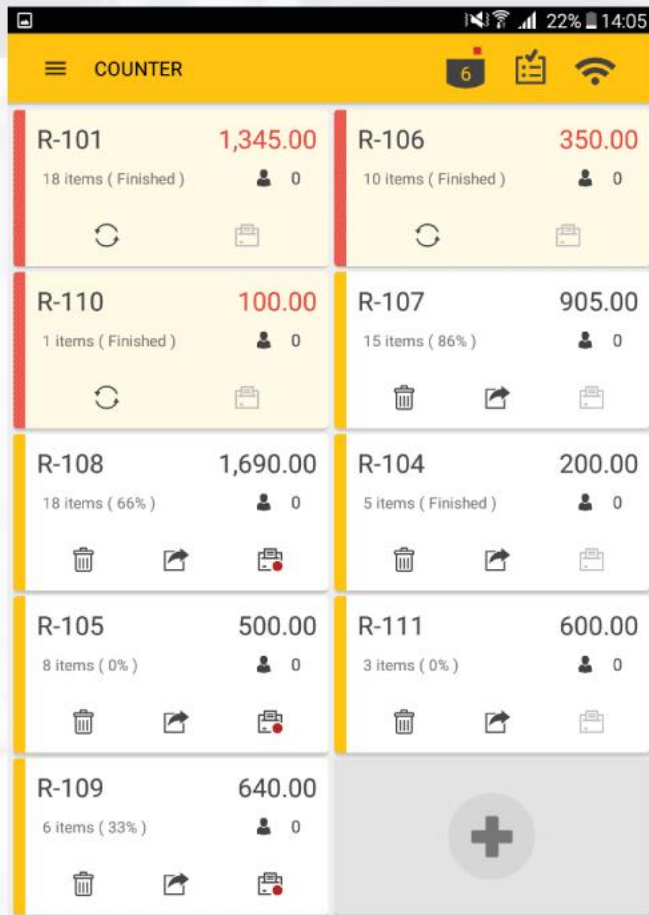 22% 14:05
COUNTER 6
R-101 1,345.00
18 items ( Finished ) 0
R-106 350.00
10 items ( Finished ) 0
R-110 100.00
1 items ( Finished ) 0
R-107 905.00
15 items ( 86% ) 0
R-108 1,690.00
18 items ( 66% ) 0
R-104 200.00
5 items ( Finished ) 0
R-105 500.00
8 items ( 0% ) 0
R-111 600.00
3 items ( 0% ) 0
R-109 640.00
6 items ( 33% ) 0